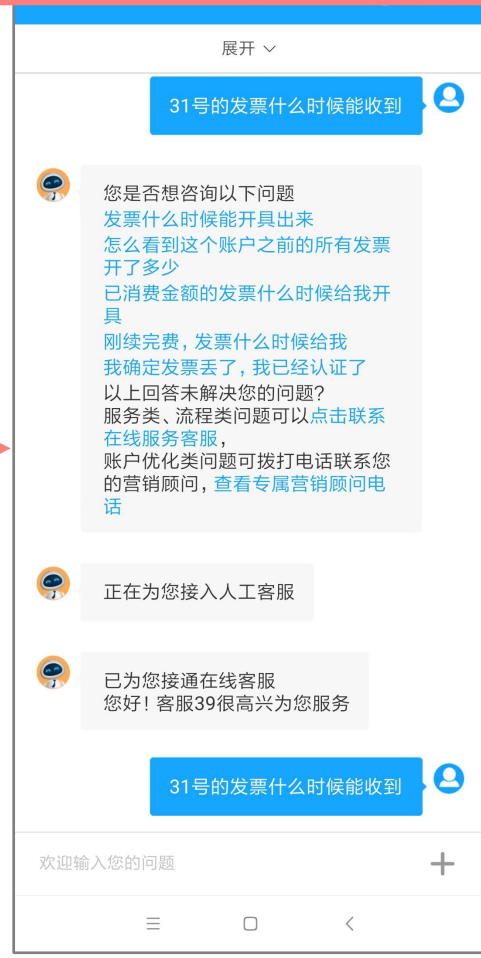 展开
31号的发票什么时候能收到
您是否想咨询以下问题
发票什么时候能开具出来
怎么看到这个账户之前的所有发票
开了多少
已消费金额的发票什么时候给我开
具
刚续完费，发票什么时候给我
我确定发票丢了，我已经认证了
以上回答未解决您的问题?
服务类、流程类问题可以点击联系
在线服务客服，
账户优化类问题可拨打电话联系您
的营销顾问，查看专属营销顾问电
话
正在为您接入人工客服
已为您接通在线客服
您好！客服39很高兴为您服务
31号的发票什么时候能收到
欢迎输入您的问题